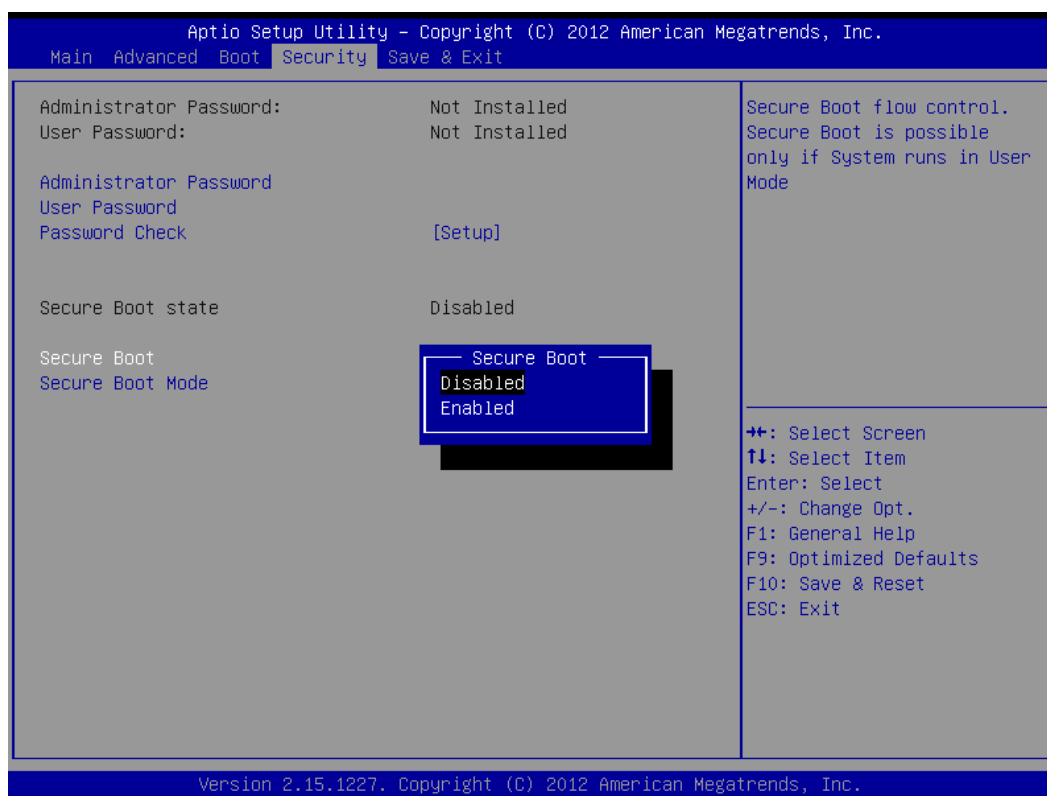 Aptio Setup Utility – Copyright (C) 2012 American Megatrends, Inc.
Main Advanced Boot Security Save & Exit
Administrator Password: Not Installed
User Password: Not Installed
Administrator Password
User Password
Password Check [Setup]
Secure Boot state Disabled
Secure Boot
Secure Boot Mode
Secure Boot
Disabled
Enabled
Secure Boot flow control.
Secure Boot is possible
only if System runs in User
Mode
→←: Select Screen
↑↓: Select Item
Enter: Select
+/-: Change Opt.
F1: General Help
F9: Optimized Defaults
F10: Save & Reset
ESC: Exit
Version 2.15.1227. Copyright (C) 2012 American Megatrends, Inc.